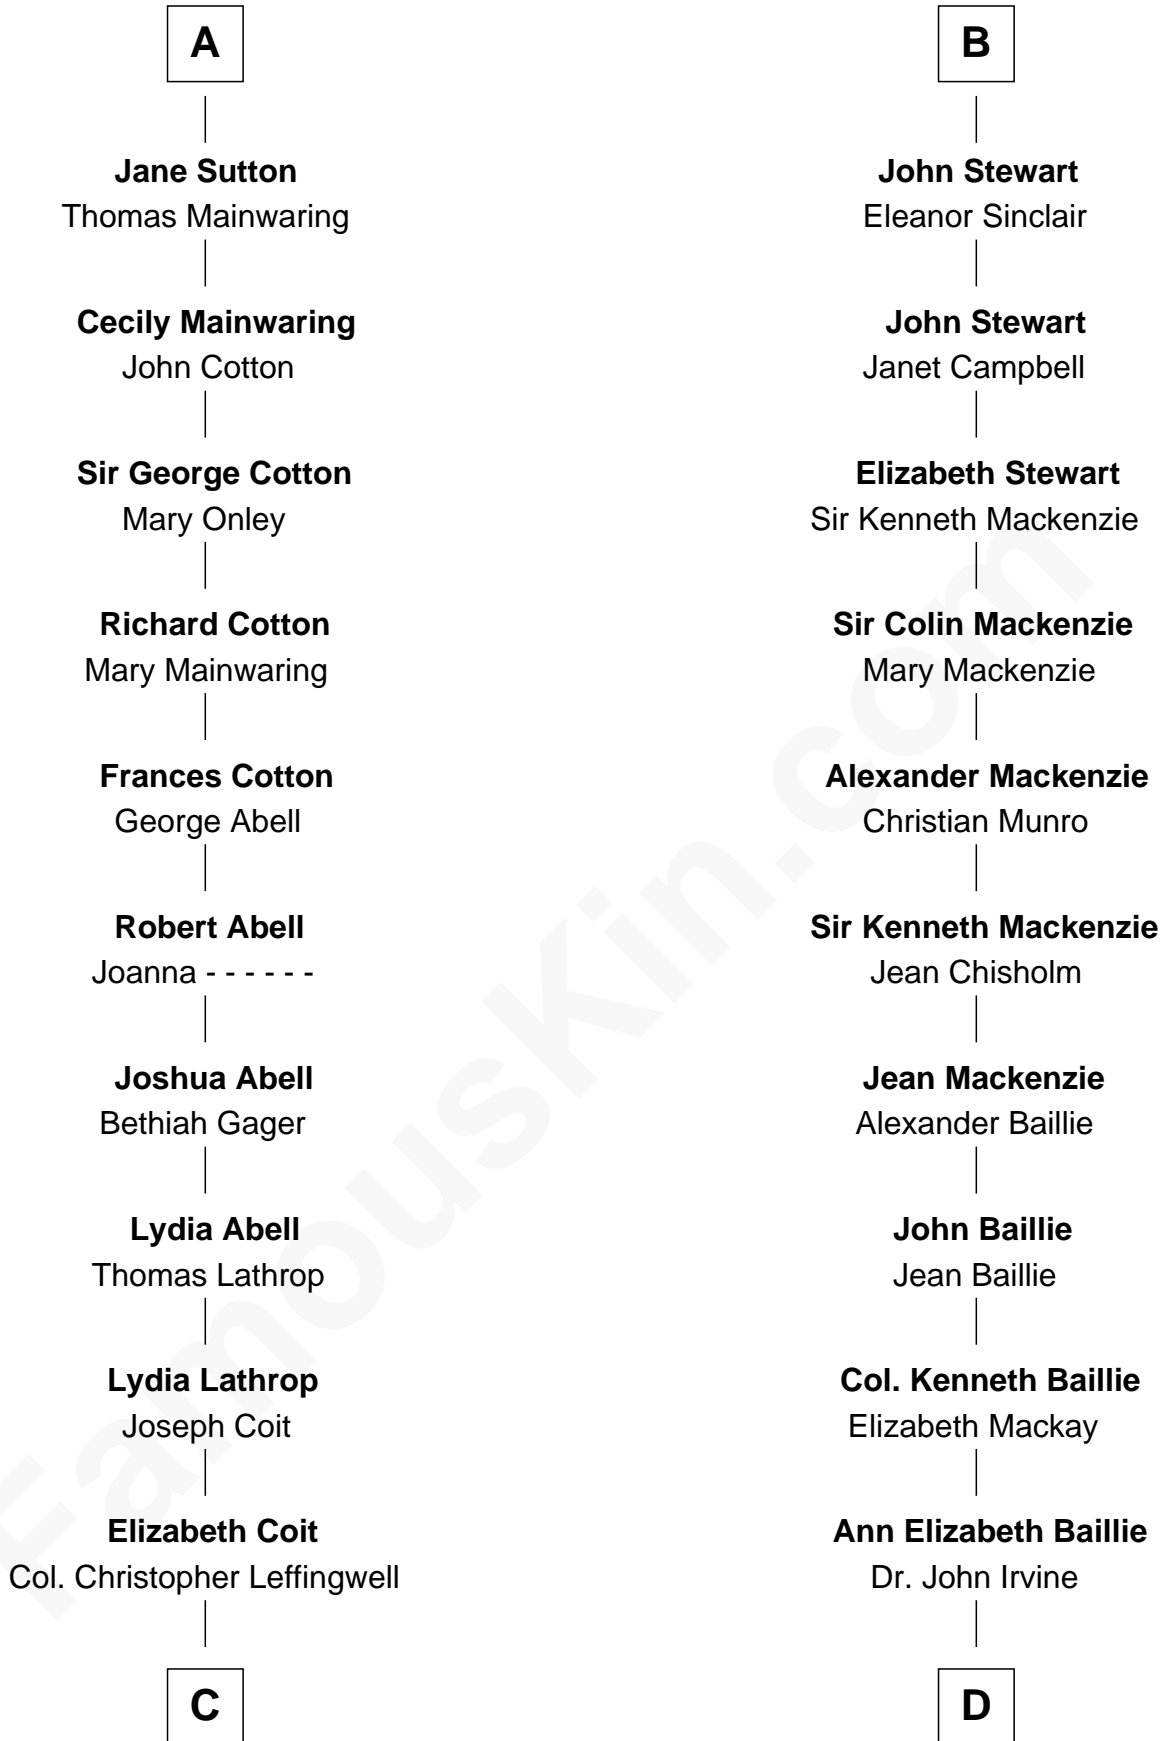 A
Jane Sutton
Thomas Mainwaring
Cecily Mainwaring
John Cotton
Sir George Cotton
Mary Onley
Richard Cotton
Mary Mainwaring
Frances Cotton
George Abell
Robert Abell
Joanna - - - - - -
Joshua Abell
Bethiah Gager
Lydia Abell
Thomas Lathrop
Lydia Lathrop
Joseph Coit
Elizabeth Coit
Col. Christopher Leffingwell
C
B
John Stewart
Eleanor Sinclair
John Stewart
Janet Campbell
Elizabeth Stewart
Sir Kenneth Mackenzie
Sir Colin Mackenzie
Mary Mackenzie
Alexander Mackenzie
Christian Munro
Sir Kenneth Mackenzie
Jean Chisholm
Jean Mackenzie
Alexander Baillie
John Baillie
Jean Baillie
Col. Kenneth Baillie
Elizabeth Mackay
Ann Elizabeth Baillie
Dr. John Irvine
D
FamousKin.com